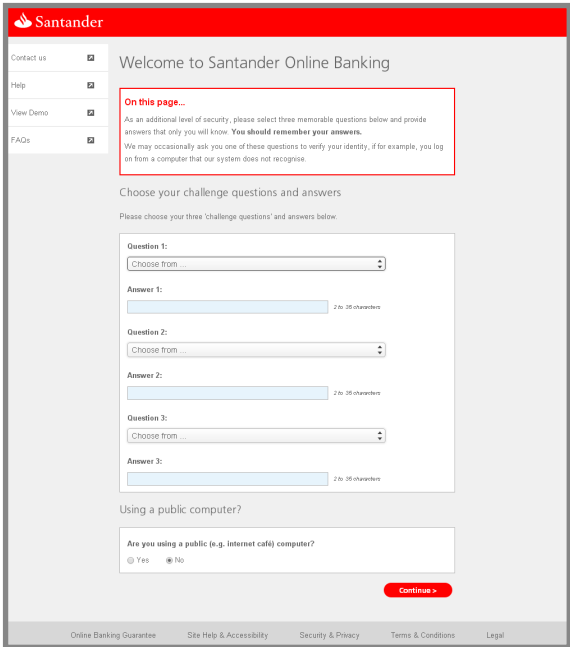 Santander
Contact us
Help
View Demo
FAQs
Welcome to Santander Online Banking
On this page...
As an additional level of security, please select three memorable questions below and provide
answers that only you will know. You should remember your answers.
We may occasionally ask you one of these questions to verify your identity, if for example, you log
on from a computer that our system does not recognise.
Choose your challenge questions and answers
Please choose your three 'challenge questions' and answers below.
Question 1:
Choose from ...
Answer 1:
2 to 36 characters
Question 2:
Choose from ...
Answer 2:
2 to 36 characters
Question 3:
Choose from ...
Answer 3:
2 to 36 characters
Using a public computer?
Are you using a public (e.g. internet café) computer?
Yes No
Continue >
Online Banking Guarantee Site Help & Accessibility Security & Privacy Terms & Conditions Legal